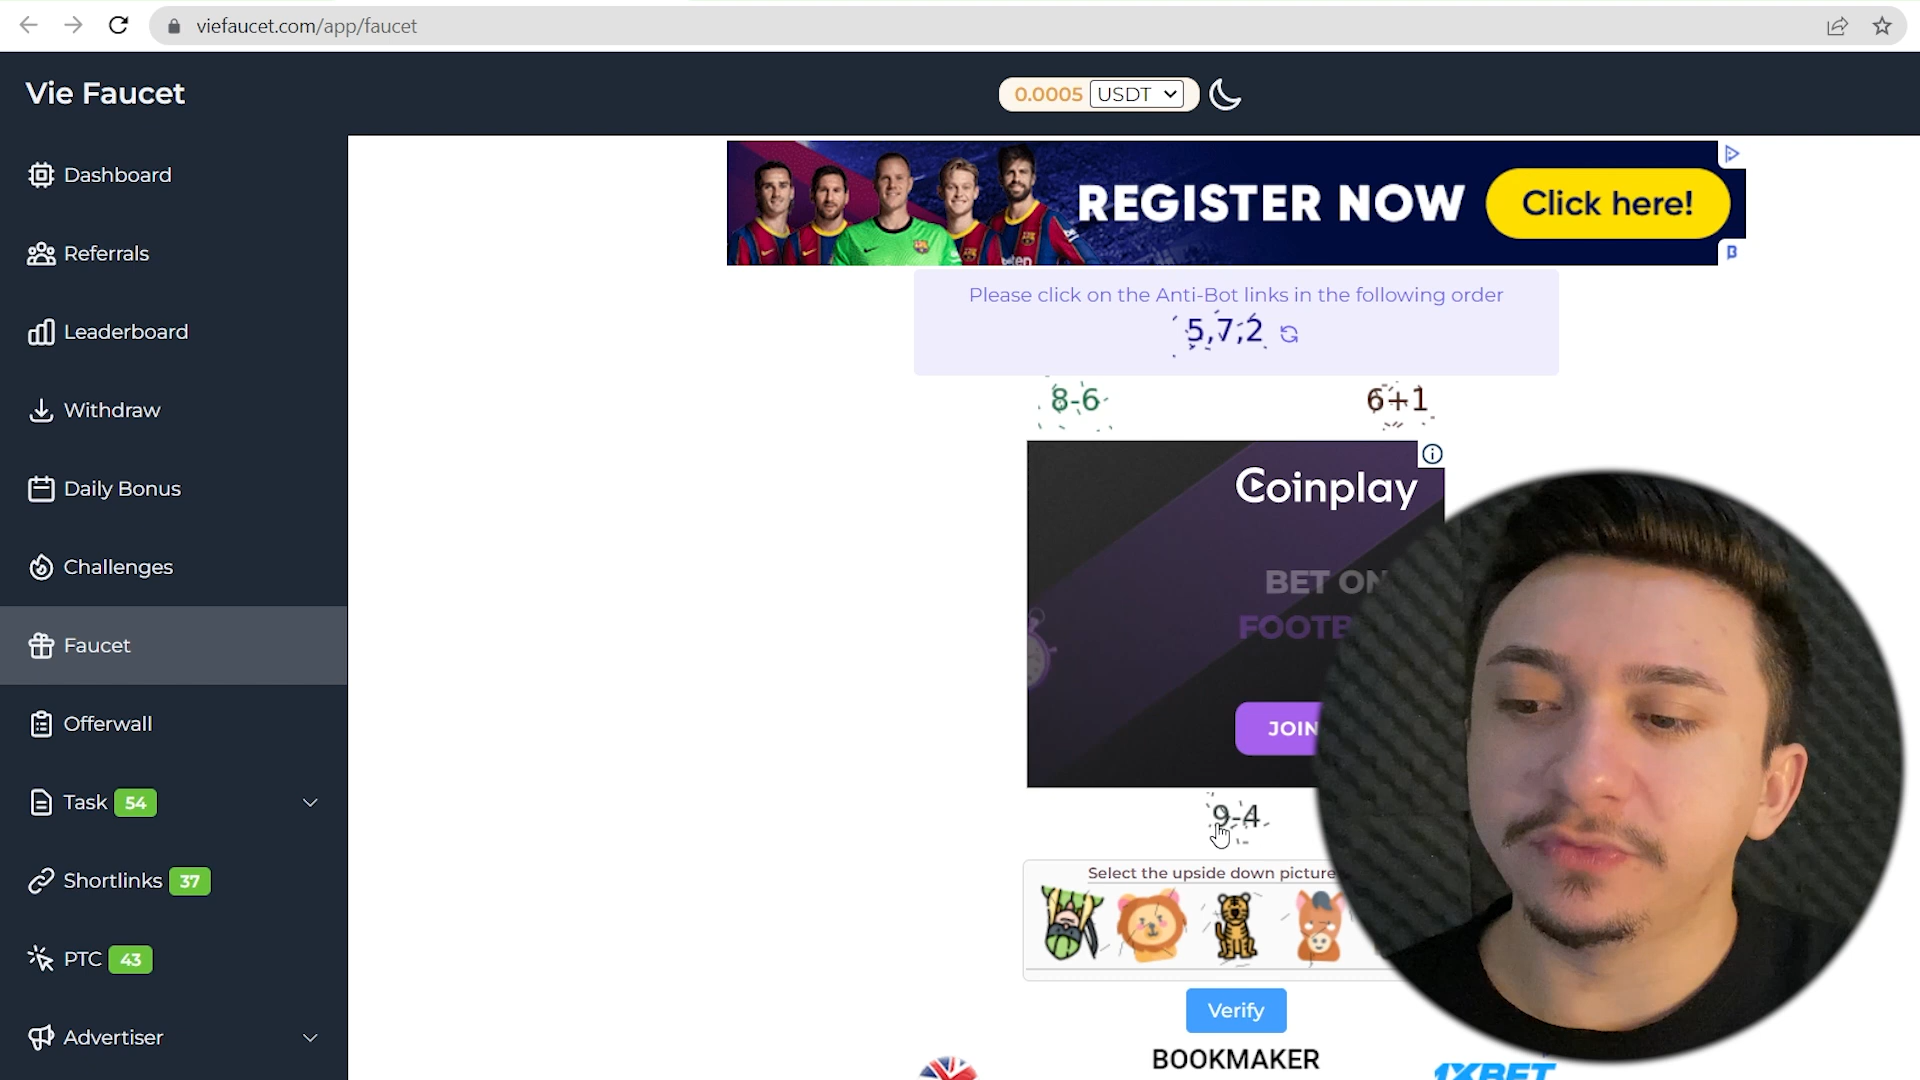 viefaucet.com/app/faucet
Vie Faucet
0.0005 USDT
Dashboard
Referrals
Leaderboard
Withdraw
Daily Bonus
Challenges
Faucet
Offerwall
Task 54
Shortlinks 37
PTC 43
Advertiser
REGISTER NOW Click here!
Please click on the Anti-Bot links in the following order
5,7,2
8-6
6+1
Coinplay
BET ON
FOOTB
JOIN
9-4
Select the upside down picture
Verify
BOOKMAKER
1XBET